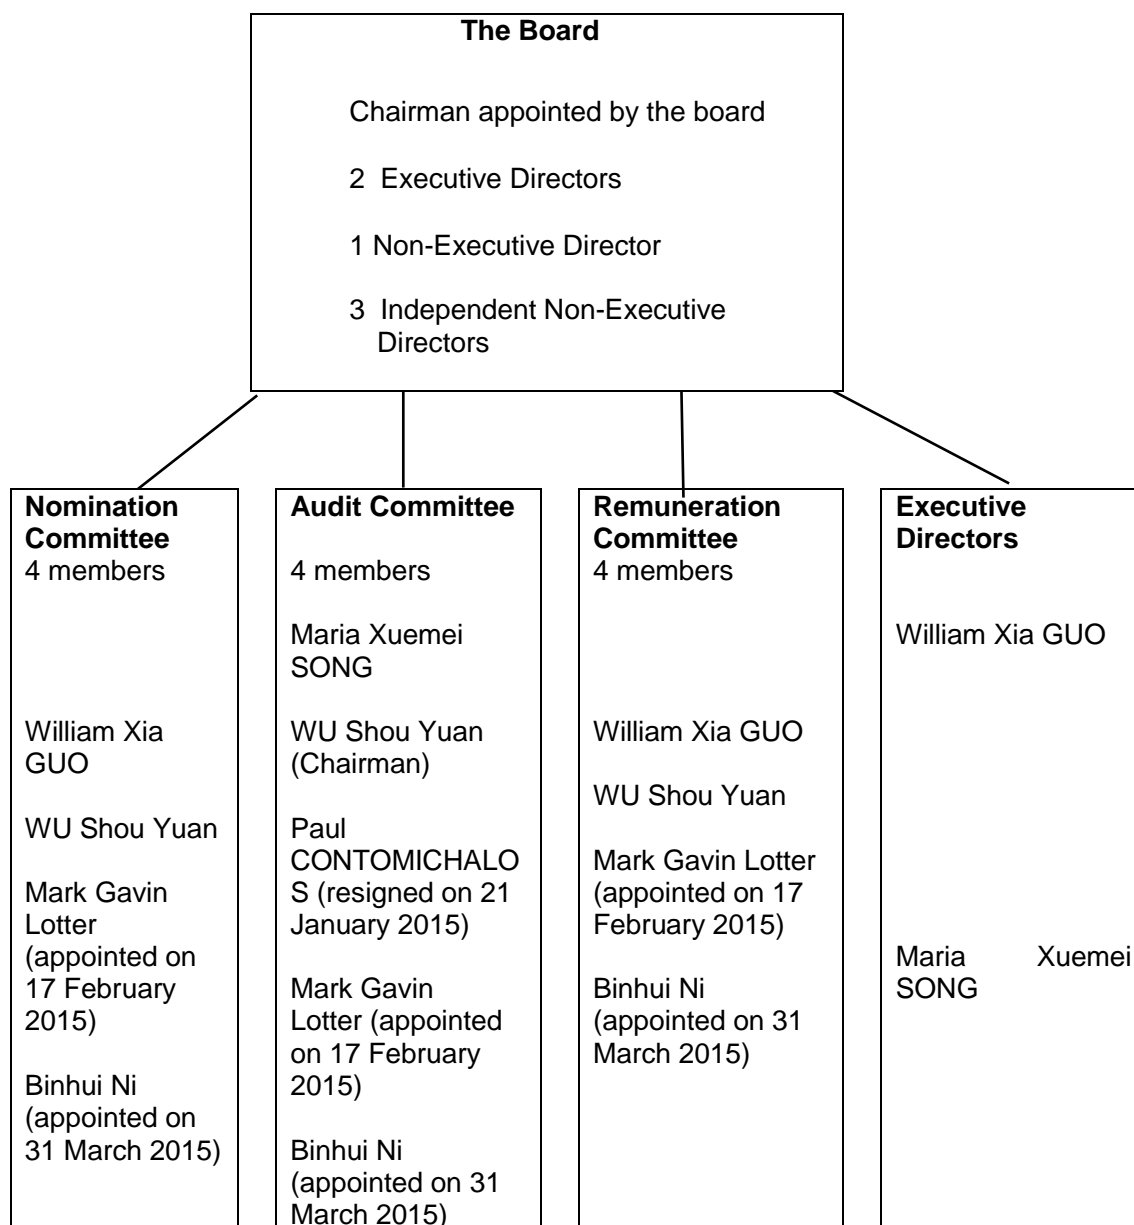 The Board
Chairman appointed by the board
2 Executive Directors
1 Non-Executive Director
3 Independent Non-Executive
Directors
Nomination
Committee
4 members
William Xia
GUO
WU Shou Yuan
Mark Gavin
Lotter
(appointed on
17 February
2015)
Binhui Ni
(appointed on
31 March 2015)
Audit Committee
4 members
Maria Xuemei
SONG
WU Shou Yuan
(Chairman)
Paul
CONTOMICHALO
S (resigned on 21
January 2015)
Mark Gavin
Lotter (appointed
on 17 February
2015)
Binhui Ni
(appointed on 31
March 2015)
Remuneration
Committee
4 members
William Xia GUO
WU Shou Yuan
Mark Gavin Lotter
(appointed on 17
February 2015)
Binhui Ni
(appointed on 31
March 2015)
Executive
Directors
William Xia GUO
Maria Xuemei
SONG